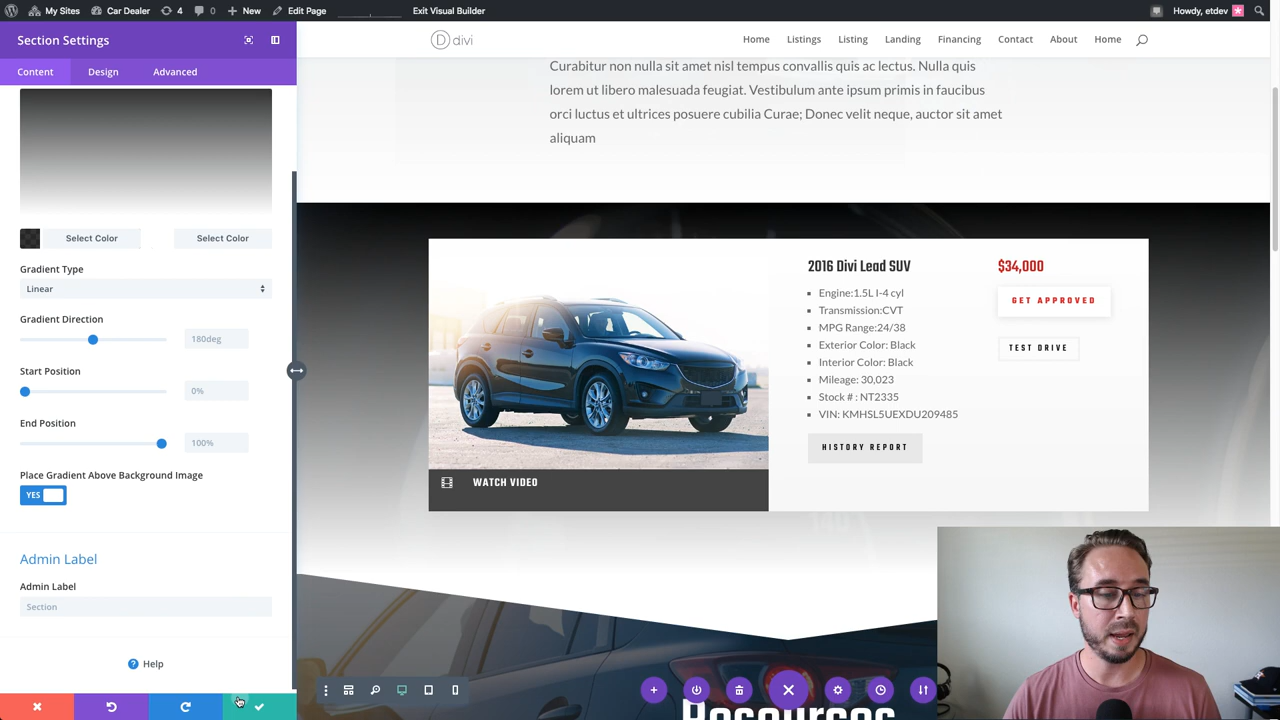 My Sites
Car Dealer
4
0
New
Edit Page
Exit Visual Builder
Howdy, etdev
Section Settings
Content
Design
Advanced
Select Color
Select Color
Gradient Type
Linear
Gradient Direction
180deg
Start Position
0%
End Position
100%
Place Gradient Above Background Image
YES
Admin Label
Admin Label
Section
? Help
D divi
Home
Listings
Listing
Landing
Financing
Contact
About
Home
Curabitur non nulla sit amet nisl tempus convallis quis ac lectus. Nulla quis
lorem ut libero malesuada feugiat. Vestibulum ante ipsum primis in faucibus
orci luctus et ultrices posuere cubilia Curae; Donec velit neque, auctor sit amet
aliquam
2016 Divi Lead SUV
Engine:1.5L I-4 cyl
Transmission:CVT
MPG Range:24/38
Exterior Color: Black
Interior Color: Black
Mileage: 30,023
Stock # : NT2335
VIN: KMHSL5UEXDU209485
HISTORY REPORT
$34,000
GET APPROVED
TEST DRIVE
WATCH VIDEO
Resources